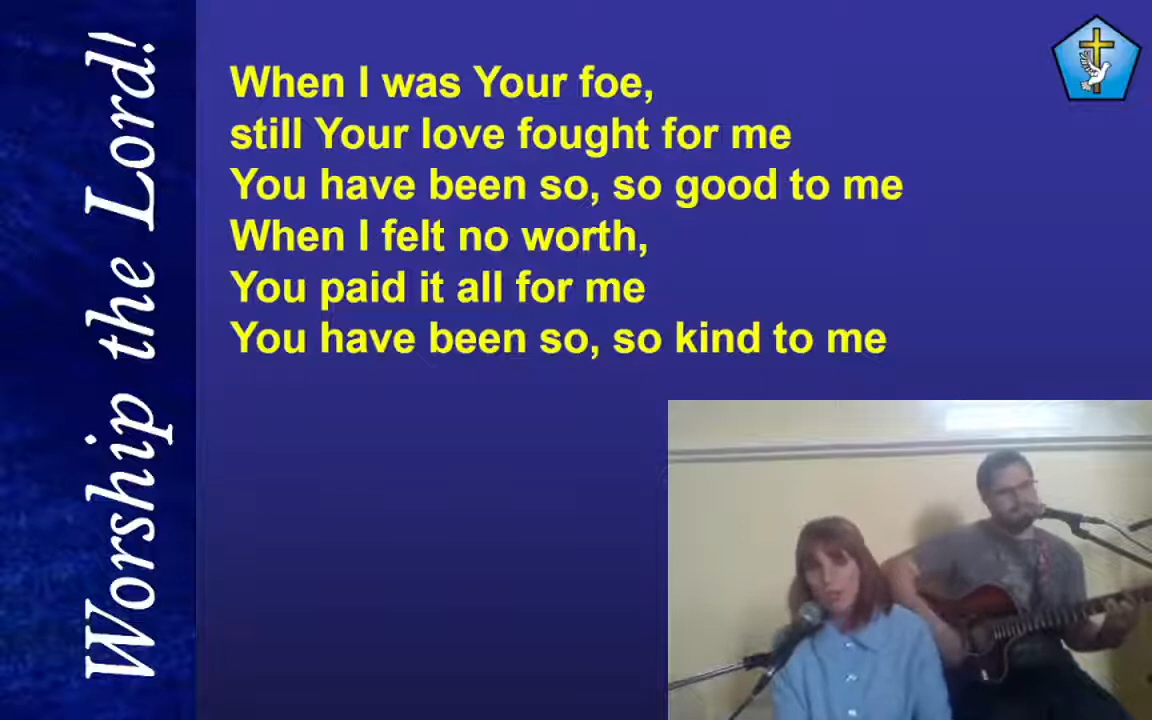 Worship the Lord!
When I was Your foe,
still Your love fought for me
You have been so, so good to me
When I felt no worth,
You paid it all for me
You have been so, so kind to me